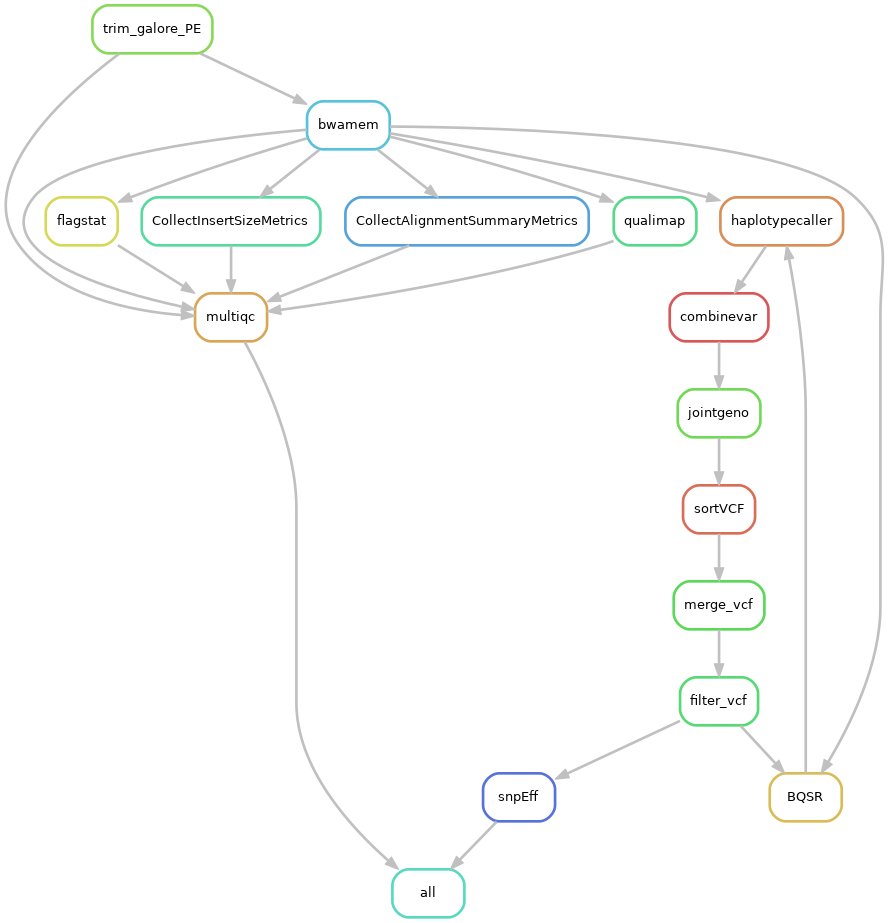 trim_galore_PE
bwamem
flagstat
CollectInsertSizeMetrics
CollectAlignmentSummaryMetrics
qualimap
haplotypecaller
multiqc
combinevar
jointgeno
sortVCF
merge_vcf
filter_vcf
snpEff
BQSR
all